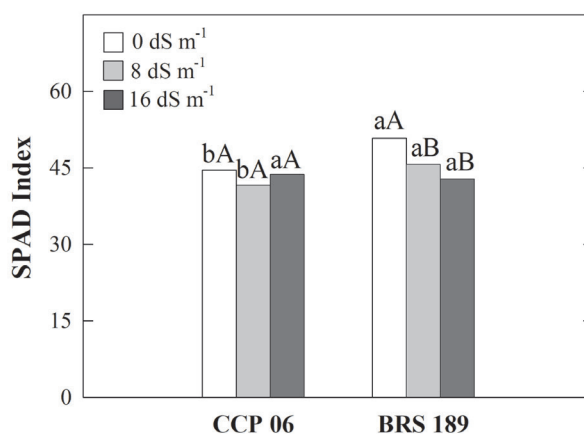 0 dS m⁻¹
8 dS m⁻¹
16 dS m⁻¹
SPAD Index
60
45
30
15
0
bA
bA
aA
aA
aB
aB
CCP 06
BRS 189